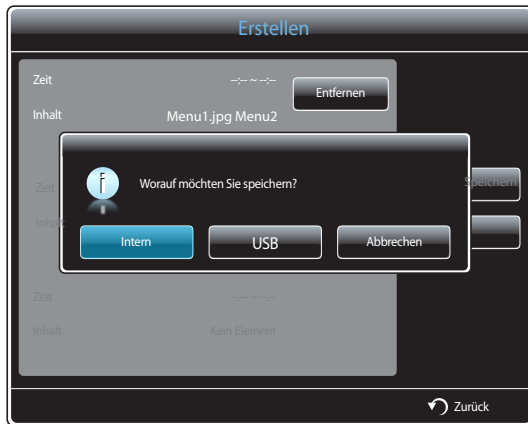 Erstellen
Zeit --:-- ~ --:--
Entfernen
Inhalt Menu1.jpg Menu2
Worauf möchten Sie speichern?
Zeit
Speichern
Inhalt
Intern USB Abbrechen
Zeit --:-- ~ --:--
Inhalt Kein Element
Zurück